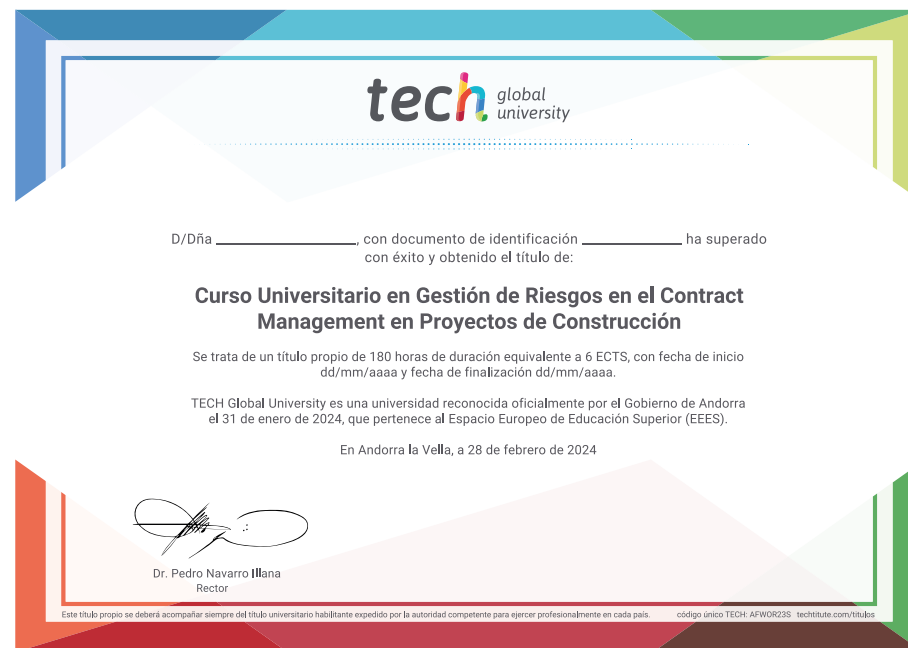 tech global university
D/Dña ____________________, con documento de identificación ______________ ha superado
con éxito y obtenido el título de:
Curso Universitario en Gestión de Riesgos en el Contract
Management en Proyectos de Construcción
Se trata de un título propio de 180 horas de duración equivalente a 6 ECTS, con fecha de inicio
dd/mm/aaaa y fecha de finalización dd/mm/aaaa.
TECH Global University es una universidad reconocida oficialmente por el Gobierno de Andorra
el 31 de enero de 2024, que pertenece al Espacio Europeo de Educación Superior (EEES).
En Andorra la Vella, a 28 de febrero de 2024
Dr. Pedro Navarro Illana
Rector
Este título propio se deberá acompañar siempre del título universitario habilitante expedido por la autoridad competente para ejercer profesionalmente en cada país. código único TECH: AFWOR23S techtitute.com/titulos